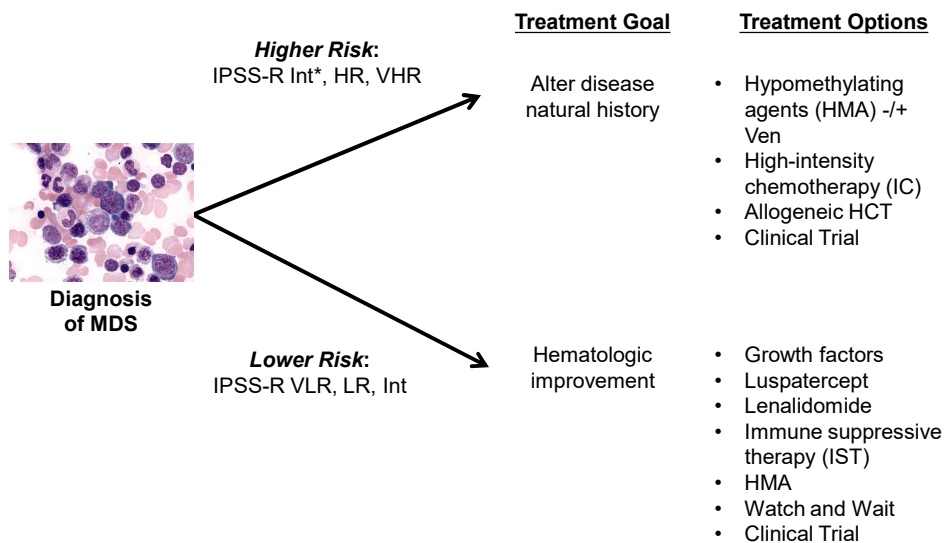 Treatment Goal
Treatment Options
Higher Risk:
IPSS-R Int*, HR, VHR
Alter disease
natural history
• Hypomethylating
agents (HMA) -/+
Ven
• High-intensity
chemotherapy (IC)
• Allogeneic HCT
• Clinical Trial
Diagnosis
of MDS
Lower Risk:
IPSS-R VLR, LR, Int
Hematologic
improvement
• Growth factors
• Luspatercept
• Lenalidomide
• Immune suppressive
therapy (IST)
• HMA
• Watch and Wait
• Clinical Trial